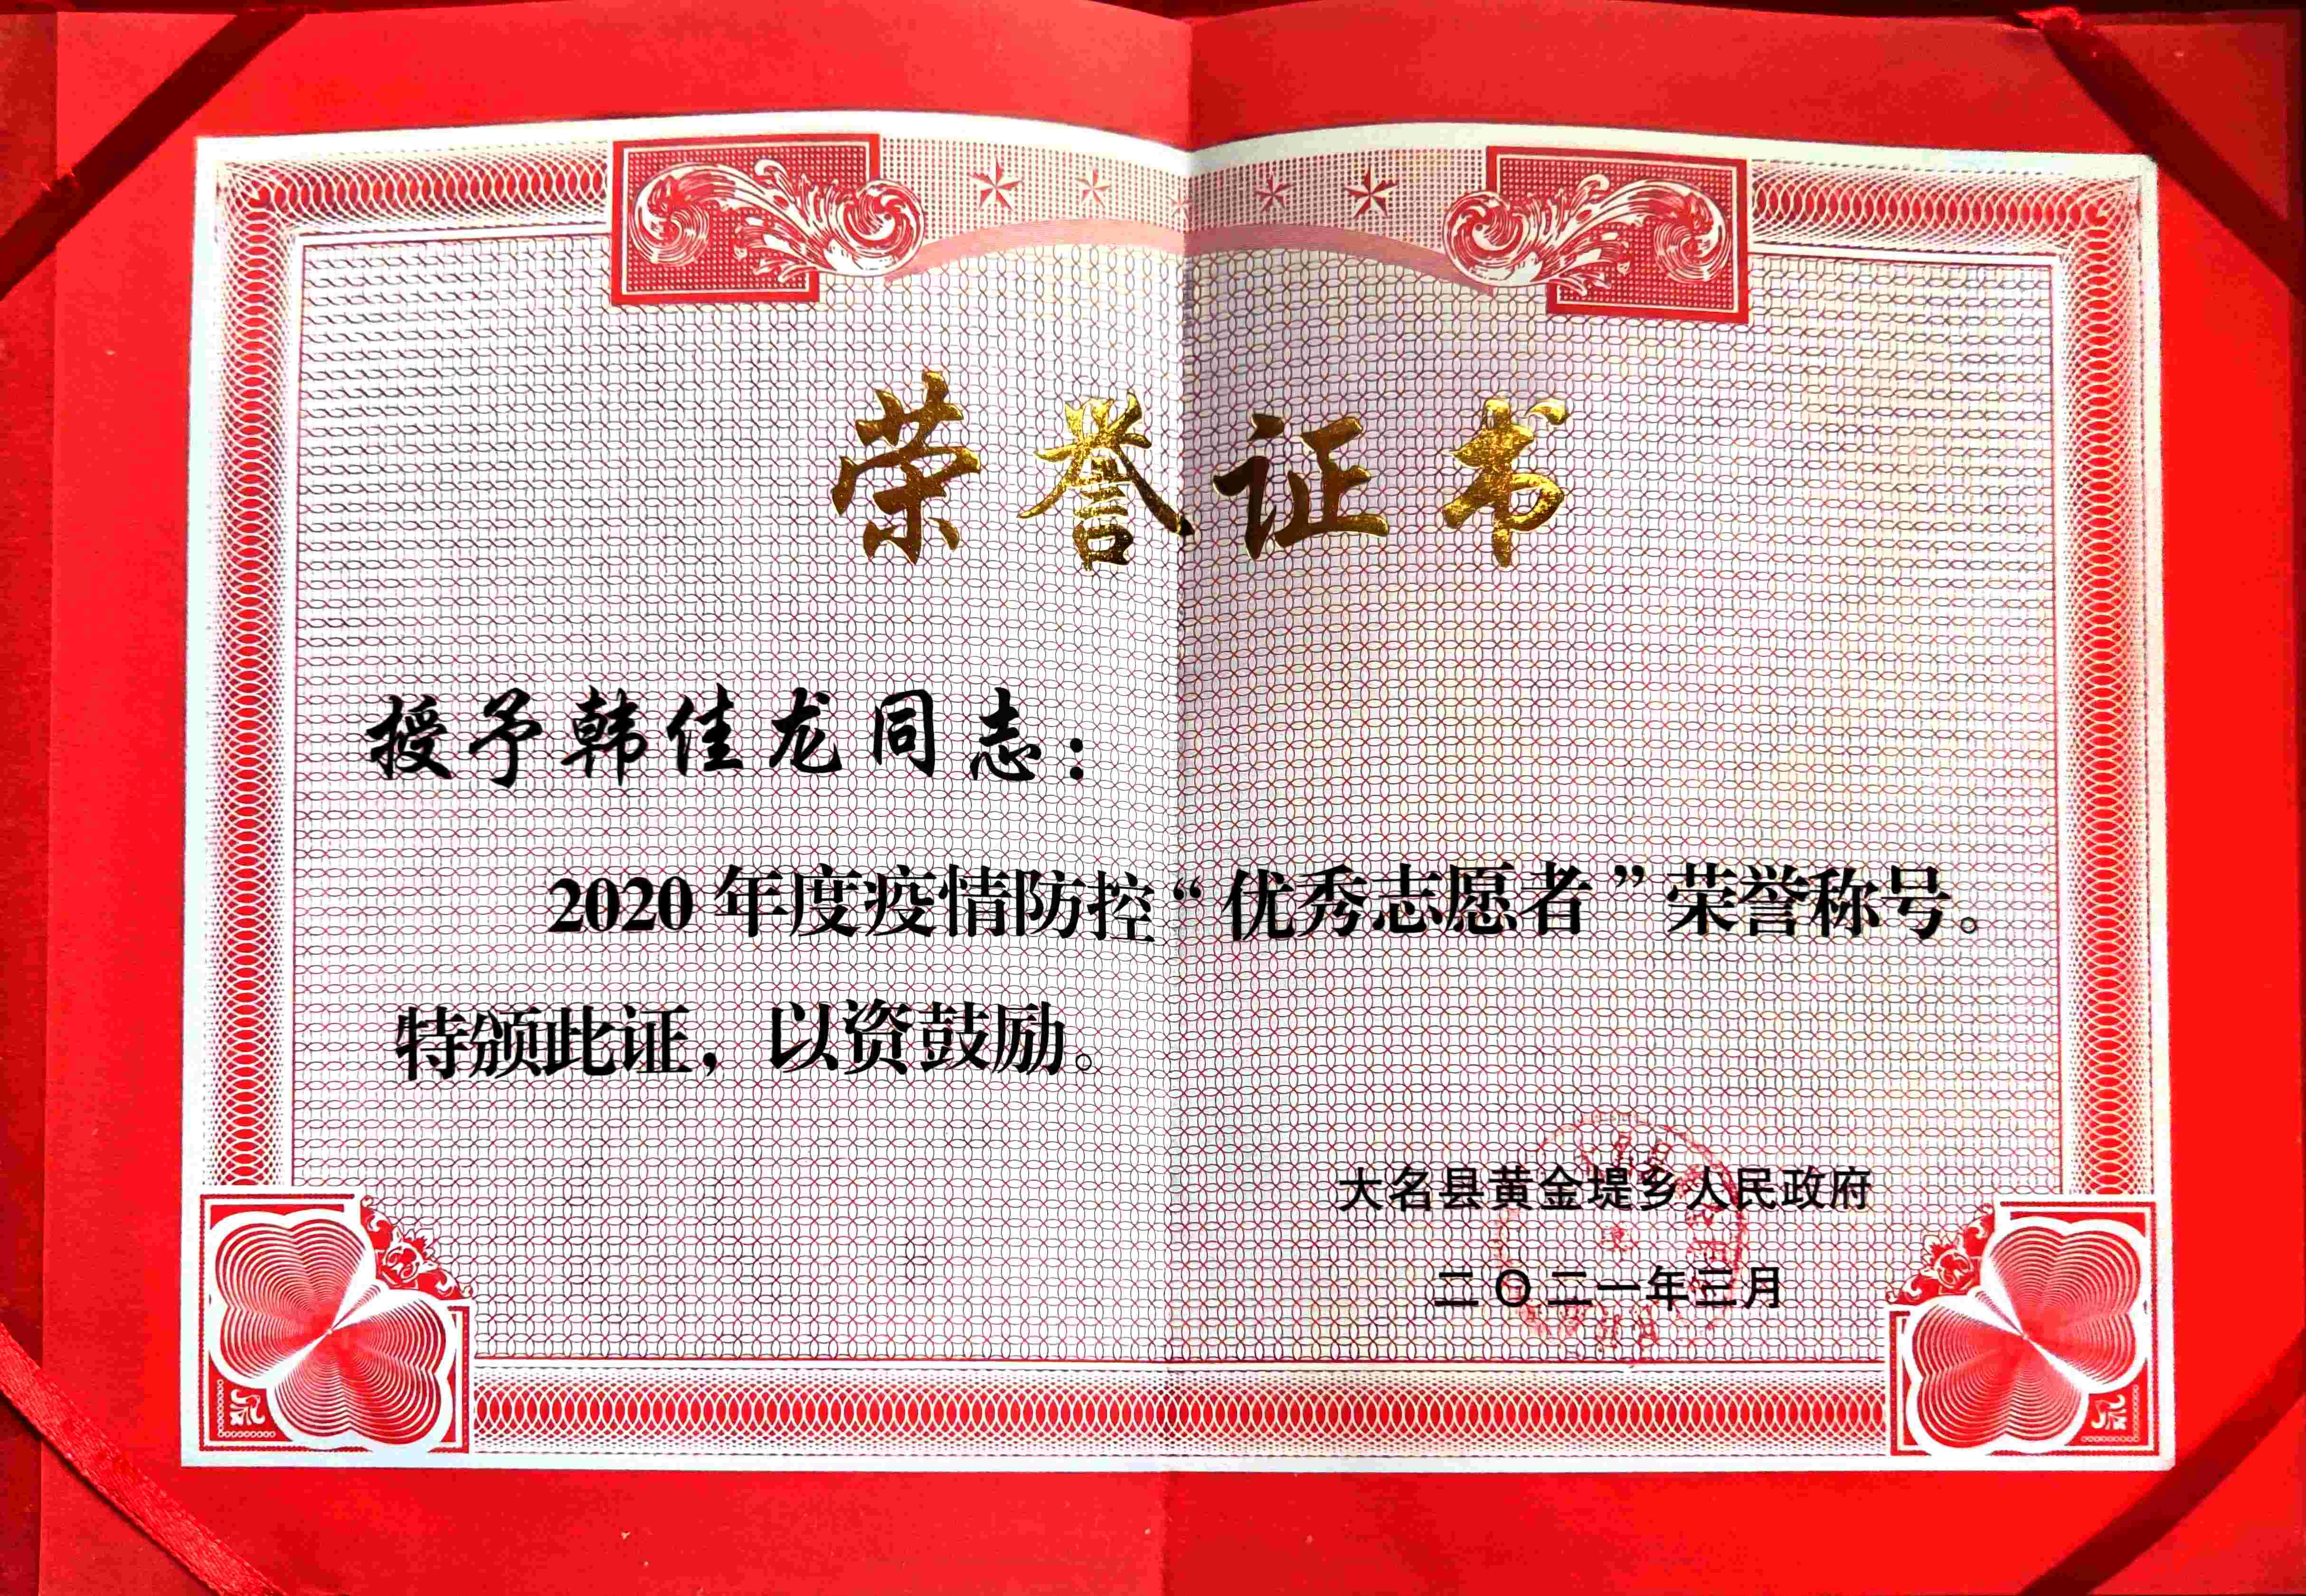 荣誉证书
授予韩佳龙同志：
2020年度疫情防控“优秀志愿者”荣誉称号。
特颁此证，以资鼓励。
大名县黄金堤乡人民政府
二〇二一年三月